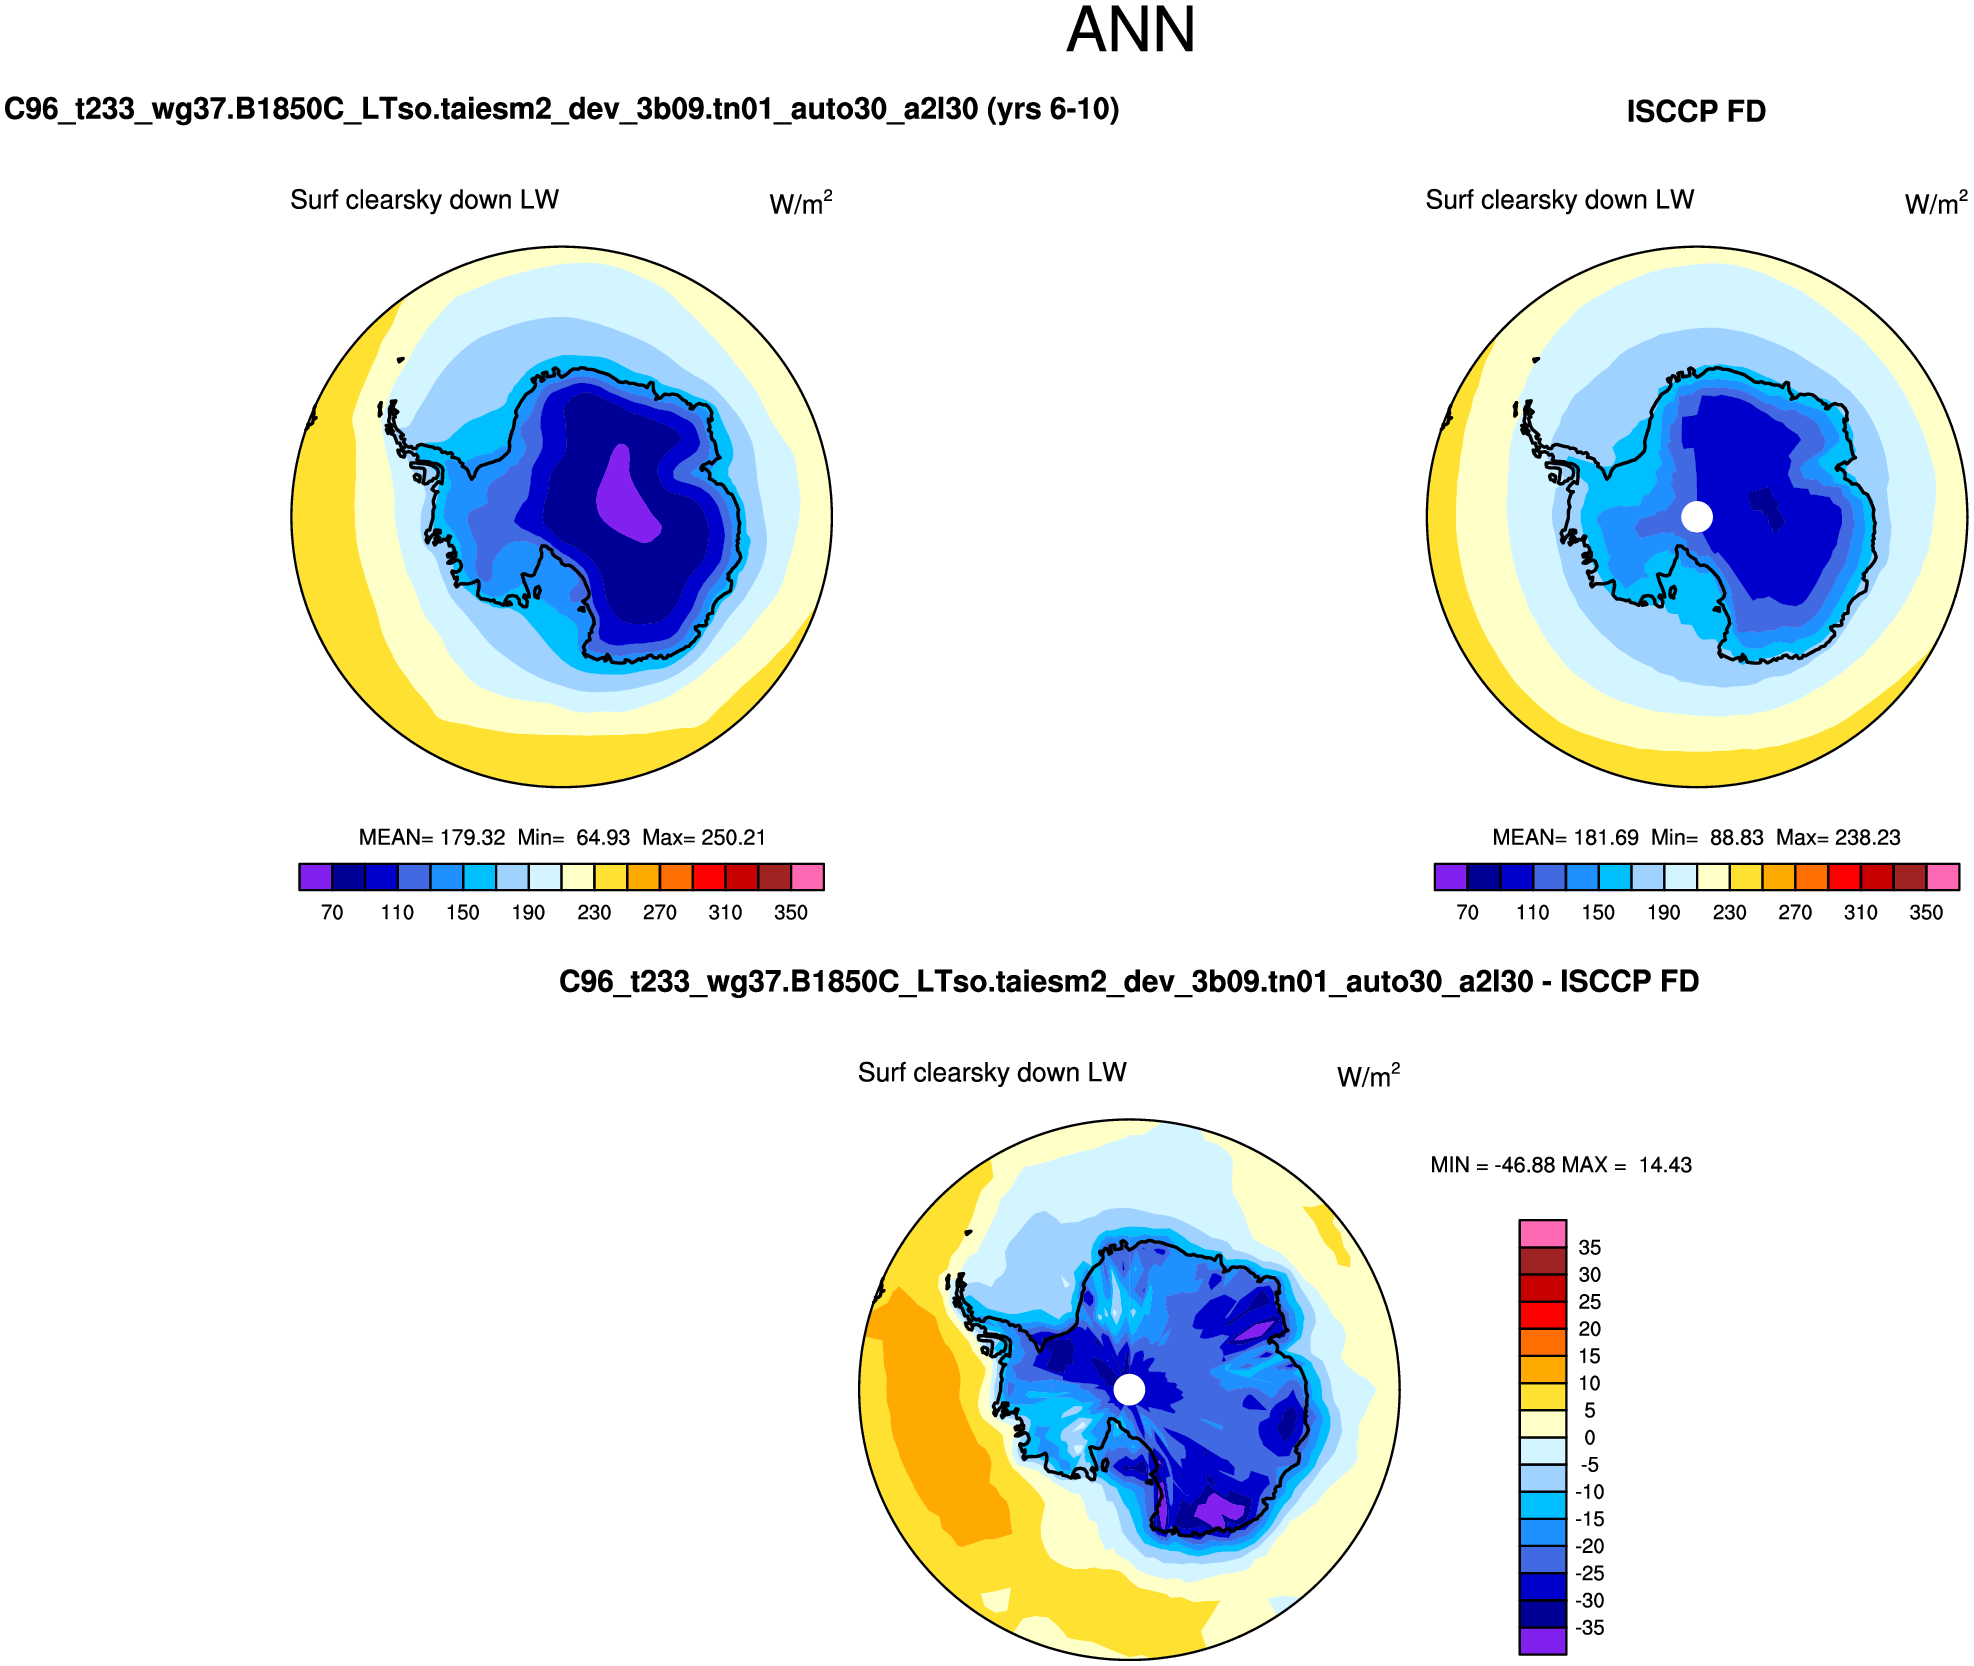 ANN
C96_t233_wg37.B1850C_LTso.taiesm2_dev_3b09.tn01_auto30_a2l30 (yrs 6-10)
ISCCP FD
Surf clearsky down LW W/m²
Surf clearsky down LW W/m²
MEAN= 179.32 Min= 64.93 Max= 250.21
70 110 150 190 230 270 310 350
MEAN= 181.69 Min= 88.83 Max= 238.23
70 110 150 190 230 270 310 350
C96_t233_wg37.B1850C_LTso.taiesm2_dev_3b09.tn01_auto30_a2l30 - ISCCP FD
Surf clearsky down LW W/m²
MIN = -46.88 MAX = 14.43
35
30
25
20
15
10
5
0
-5
-10
-15
-20
-25
-30
-35